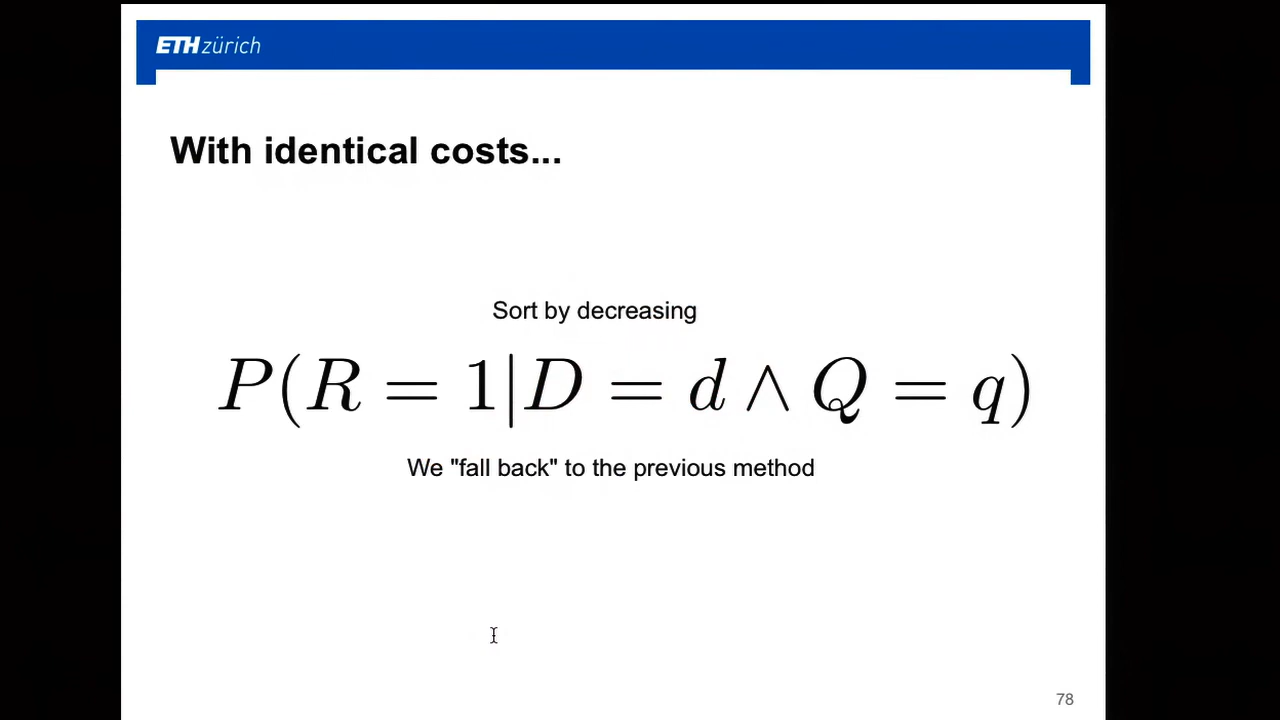 ETH zürich
With identical costs...
Sort by decreasing
P(R = 1|D = d ∧ Q = q)
We "fall back" to the previous method
78